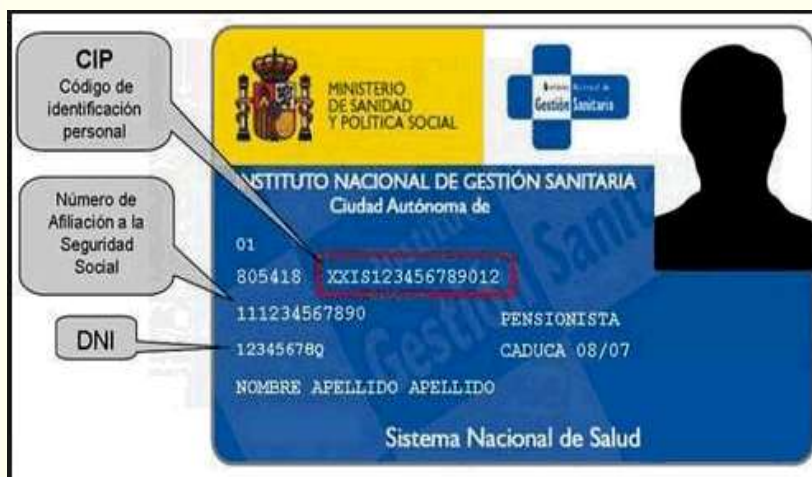 CIP
Código de
identificación
personal
Número de
Afiliación a la
Seguridad
Social
DNI
MINISTERIO
DE SANIDAD
Y POLÍTICA SOCIAL
Gestión Sanitaria
INSTITUTO NACIONAL DE GESTIÓN SANITARIA
Ciudad Autónoma de
01
805418 XXIS123456789012
111234567890
PENSIONISTA
12345678Q
CADUCA 08/07
NOMBRE APELLIDO APELLIDO
Sistema Nacional de Salud